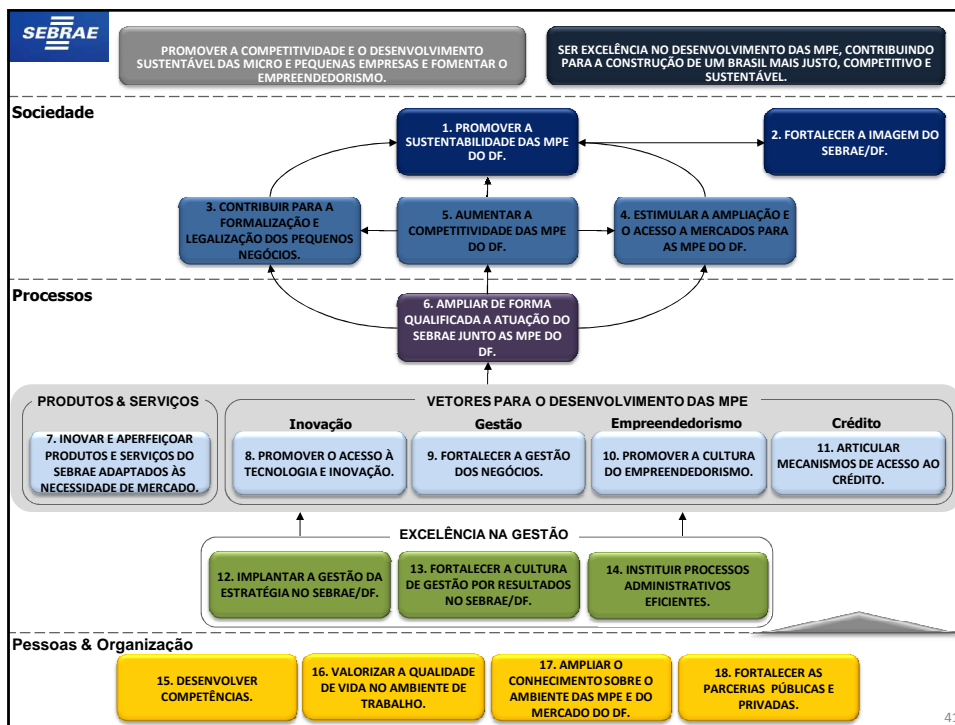 SEBRAE
PROMOVER A COMPETITIVIDADE E O DESENVOLVIMENTO
SUSTENTÁVEL DAS MICRO E PEQUENAS EMPRESAS E FOMENTAR O
EMPREENDEDORISMO.
SER EXCELÊNCIA NO DESENVOLVIMENTO DAS MPE, CONTRIBUINDO
PARA A CONSTRUÇÃO DE UM BRASIL MAIS JUSTO, COMPETITIVO E
SUSTENTÁVEL.
Sociedade
1. PROMOVER A
SUSTENTABILIDADE DAS MPE
DO DF.
2. FORTALECER A IMAGEM DO
SEBRAE/DF.
3. CONTRIBUIR PARA A
FORMALIZAÇÃO E
LEGALIZAÇÃO DOS PEQUENOS
NEGÓCIOS.
5. AUMENTAR A
COMPETITIVIDADE DAS MPE
DO DF.
4. ESTIMULAR A AMPLIAÇÃO E
O ACESSO A MERCADOS PARA
AS MPE DO DF.
Processos
6. AMPLIAR DE FORMA
QUALIFICADA A ATUAÇÃO DO
SEBRAE JUNTO AS MPE DO
DF.
PRODUTOS & SERVIÇOS
7. INOVAR E APERFEIÇOAR
PRODUTOS E SERVIÇOS DO
SEBRAE ADAPTADOS ÀS
NECESSIDADE DE MERCADO.
VETORES PARA O DESENVOLVIMENTO DAS MPE
Inovação
8. PROMOVER O ACESSO À
TECNOLOGIA E INOVAÇÃO.
Gestão
9. FORTALECER A GESTÃO
DOS NEGÓCIOS.
Empreendedorismo
10. PROMOVER A CULTURA
DO EMPREENDEDORISMO.
Crédito
11. ARTICULAR
MECANISMOS DE ACESSO AO
CRÉDITO.
EXCELÊNCIA NA GESTÃO
12. IMPLANTAR A GESTÃO DA
ESTRATÉGIA NO SEBRAE/DF.
13. FORTALECER A CULTURA
DE GESTÃO POR RESULTADOS
NO SEBRAE/DF.
14. INSTITUIR PROCESSOS
ADMINISTRATIVOS
EFICIENTES.
Pessoas & Organização
15. DESENVOLVER
COMPETÊNCIAS.
16. VALORIZAR A QUALIDADE
DE VIDA NO AMBIENTE DE
TRABALHO.
17. AMPLIAR O
CONHECIMENTO SOBRE O
AMBIENTE DAS MPE E DO
MERCADO DO DF.
18. FORTALECER AS
PARCERIAS PÚBLICAS E
PRIVADAS.
41